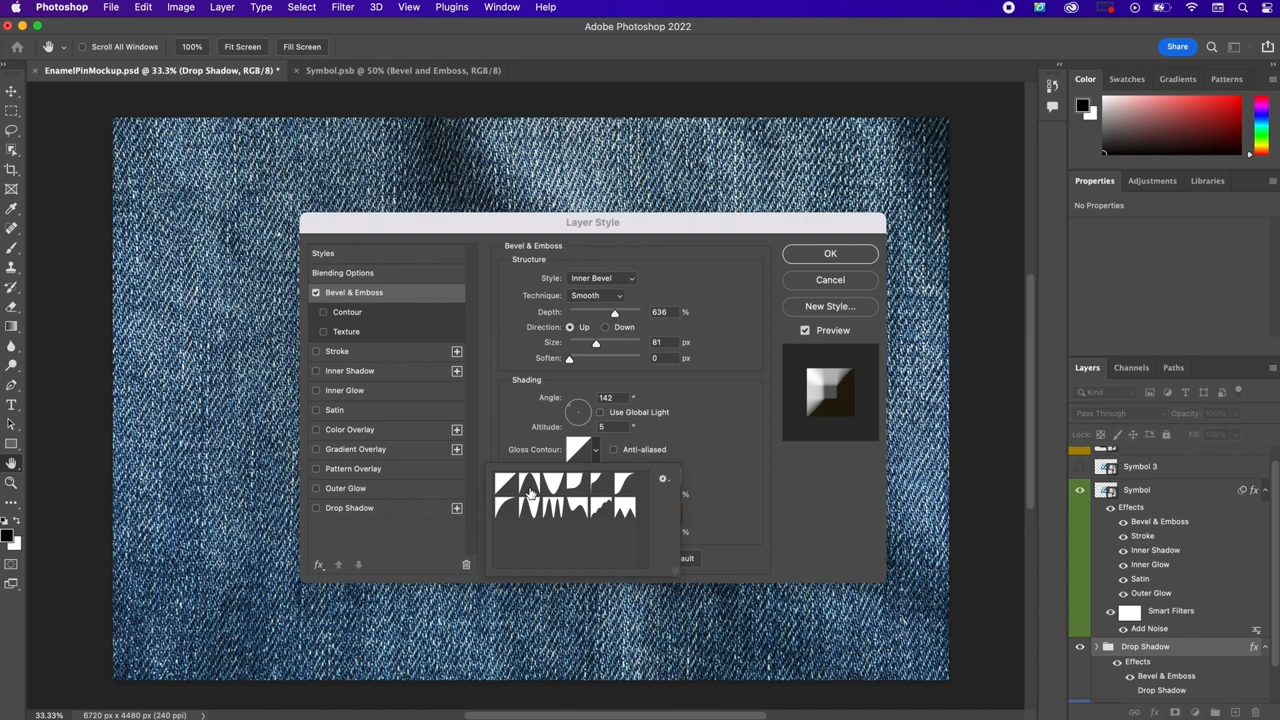 Photoshop File Edit Image Layer Type Select Filter 3D View Plugins Window Help
Adobe Photoshop 2022
Scroll All Windows 100% Fit Screen Fill Screen Share
EnamelPinMockup.psd @ 33.3% (Drop Shadow, RGB/8) * Symbol.psb @ 50% (Bevel and Emboss, RGB/8)
Color Swatches Gradients Patterns
Properties Adjustments Libraries
No Properties
Layer Style
Styles
Blending Options
Bevel & Emboss
Contour
Texture
Stroke
Inner Shadow
Inner Glow
Satin
Color Overlay
Gradient Overlay
Pattern Overlay
Outer Glow
Drop Shadow
fx
Bevel & Emboss
Structure
Style: Inner Bevel
Technique: Smooth
Depth: 636 %
Direction: Up Down
Size: 81 px
Soften: 0 px
Shading
Angle: 142 °
Use Global Light
Altitude: 5 °
Gloss Contour: Anti-aliased
%
%
ault
OK
Cancel
New Style...
Preview
Layers Channels Paths
Kind
Pass Through Opacity: 100%
Lock: Fill: 100%
Symbol 3
Symbol fx
Effects
Bevel & Emboss
Stroke
Inner Shadow
Inner Glow
Satin
Outer Glow
Smart Filters
Add Noise
Drop Shadow fx
Effects
Bevel & Emboss
Drop Shadow
fx
33.33% 6720 px x 4480 px (240 ppi)